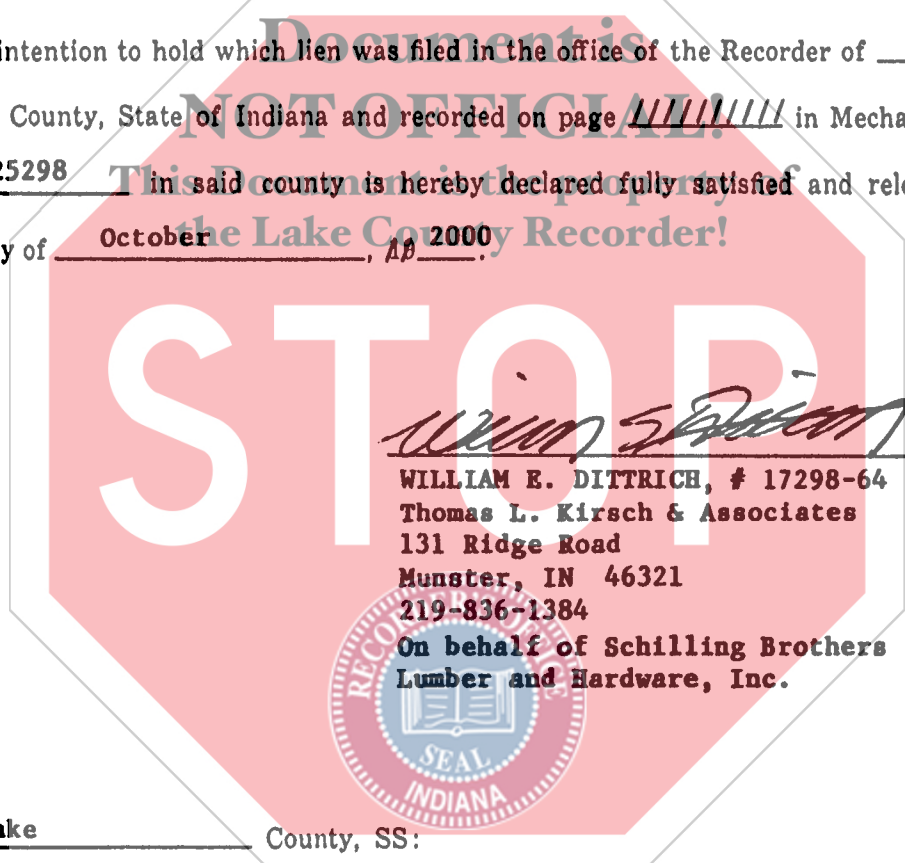 Document is
intention to hold which lien was filed in the office of the Recorder of
NOT OFFICIAL!
County, State of Indiana and recorded on page ////////// in Mecha
This Document is the property of
25298 in said county is hereby declared fully satisfied and rel
the Lake County Recorder!
y of October, AD 2000.
STOP
WILLIAM E. DITTRICH, # 17298-64
Thomas L. Kirsch & Associates
131 Ridge Road
Munster, IN 46321
219-836-1384
On behalf of Schilling Brothers
Lumber and Hardware, Inc.
RECORDER'S OFFICE
SEAL
INDIANA
ake County, SS: